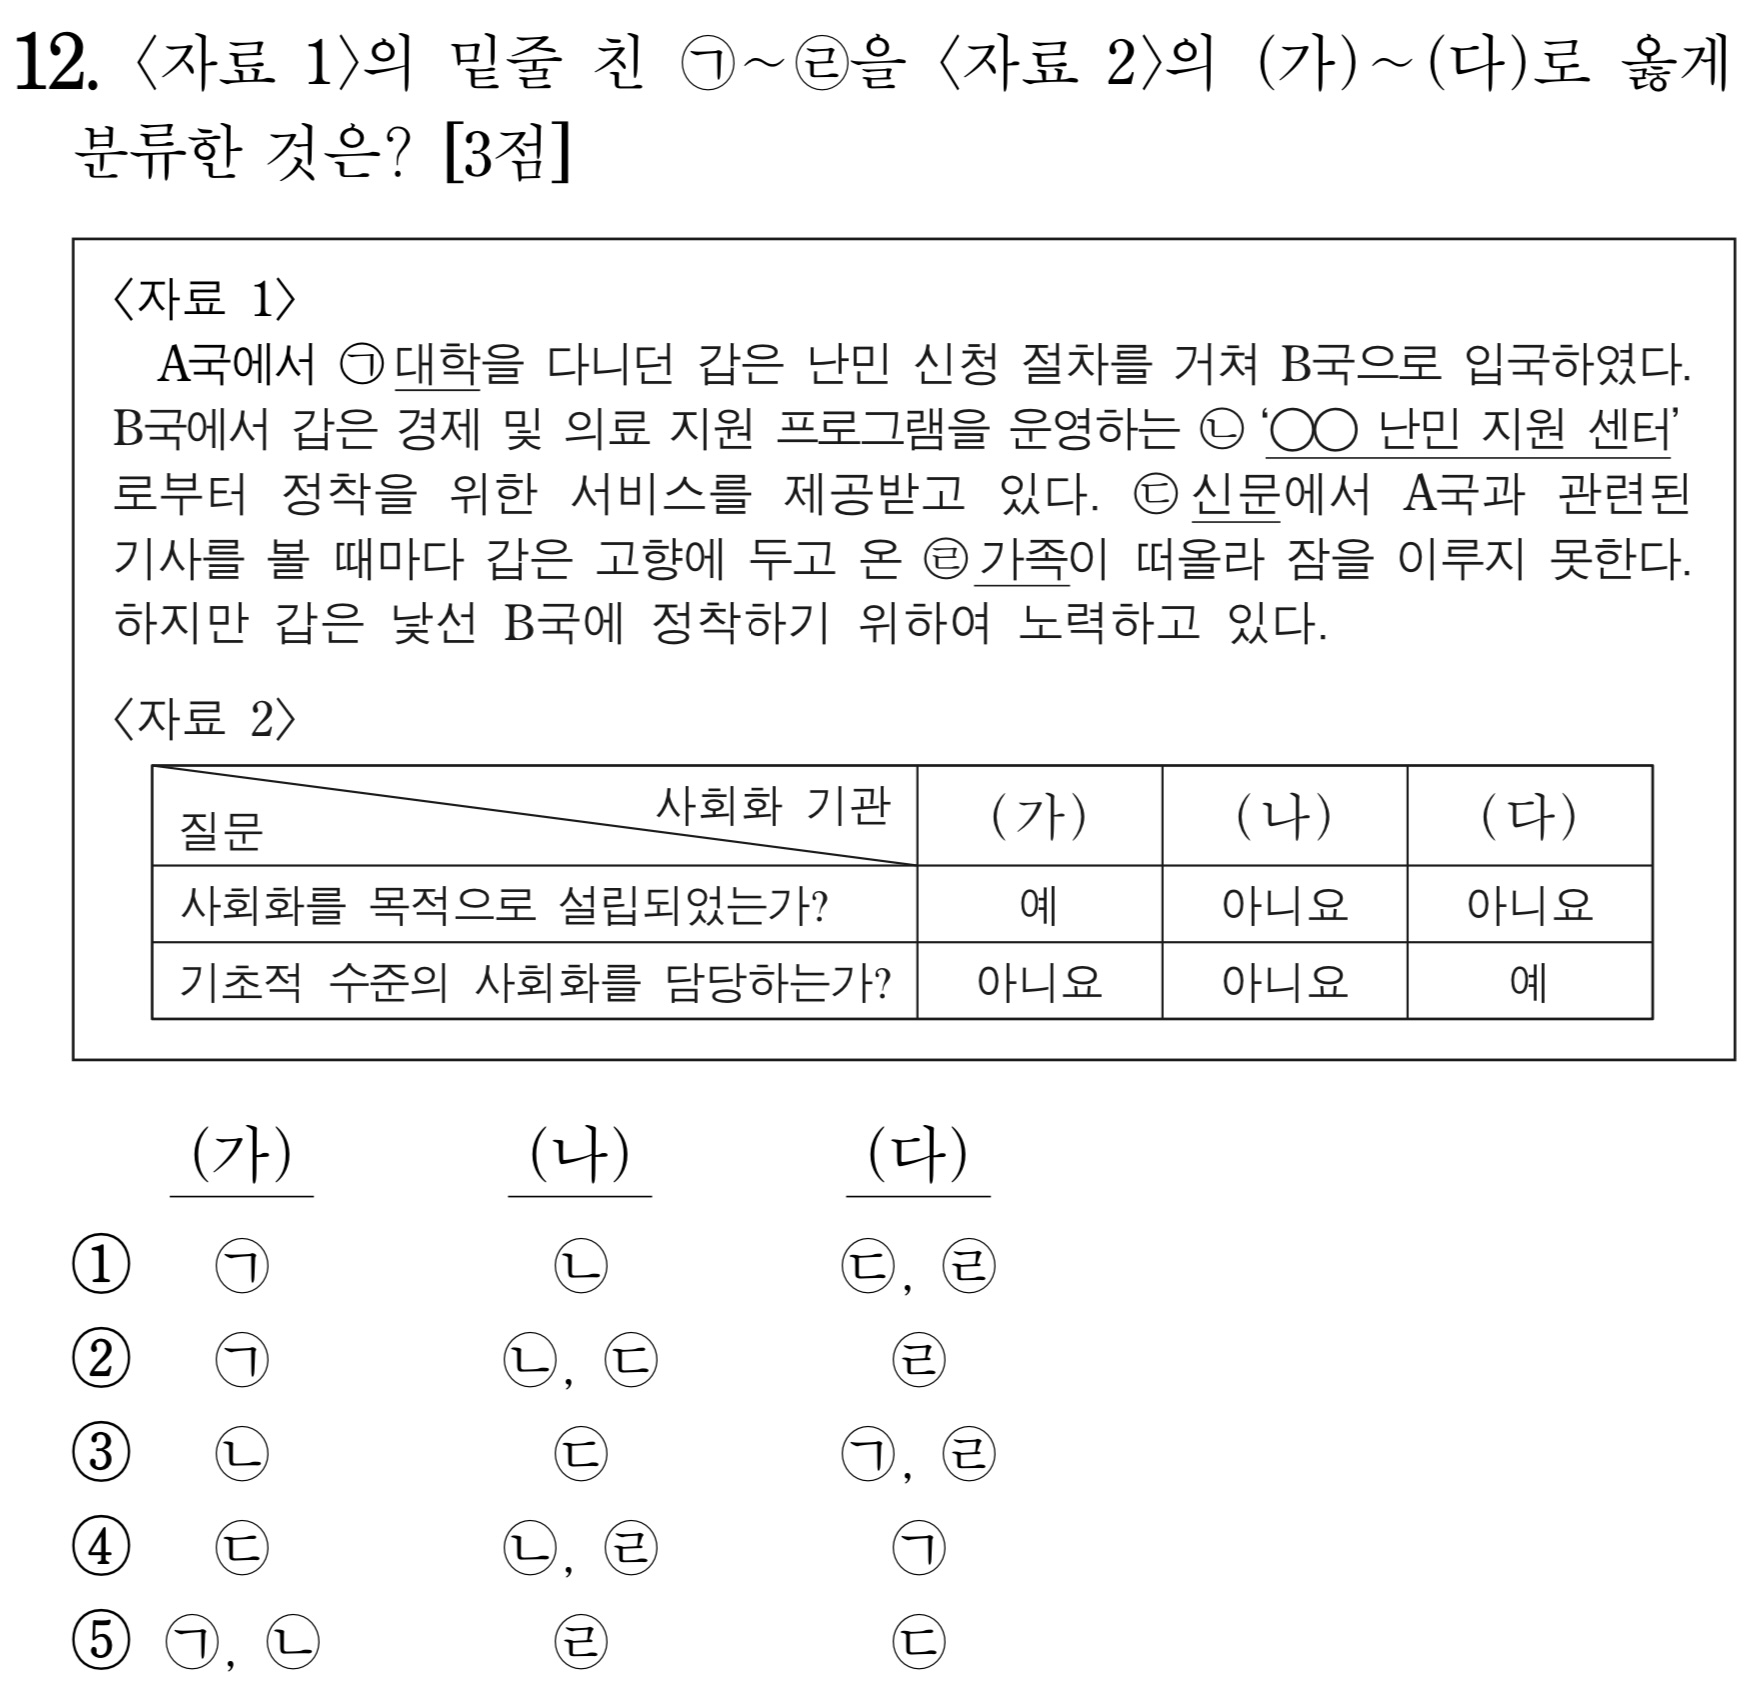 12. 〈자료 1〉의 밑줄 친 ㉠~㉣을 〈자료 2〉의 (가)~(다)로 옳게
분류한 것은? [3점]
〈자료 1〉
A국에서 ㉠대학을 다니던 갑은 난민 신청 절차를 거쳐 B국으로 입국하였다.
B국에서 갑은 경제 및 의료 지원 프로그램을 운영하는 ㉡'○○ 난민 지원 센터'
로부터 정착을 위한 서비스를 제공받고 있다. ㉢신문에서 A국과 관련된
기사를 볼 때마다 갑은 고향에 두고 온 ㉣가족이 떠올라 잠을 이루지 못한다.
하지만 갑은 낯선 B국에 정착하기 위하여 노력하고 있다.
〈자료 2〉
사회화 기관 질문 (가) (나) (다)
사회화를 목적으로 설립되었는가? 예 아니요 아니요
기초적 수준의 사회화를 담당하는가? 아니요 아니요 예
(가) (나) (다)
① ㉠ ㉡ ㉢, ㉣
② ㉠ ㉡, ㉢ ㉣
③ ㉡ ㉢ ㉠, ㉣
④ ㉢ ㉡, ㉣ ㉠
⑤ ㉠, ㉡ ㉣ ㉢